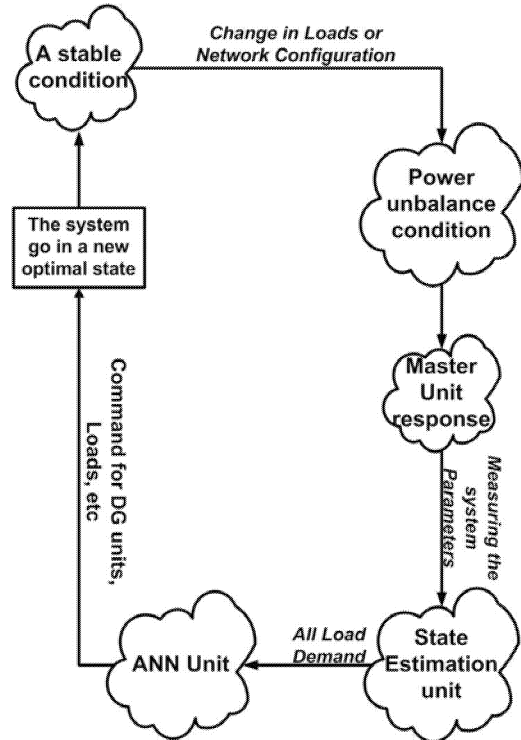 A stable
condition
Change in Loads or
Network Configuration
Power
unbalance
condition
Master
Unit
response
Measuring the
system
Parameters
State
Estimation
unit
All Load
Demand
ANN Unit
Command for DG units,
Loads, etc
The system
go in a new
optimal state